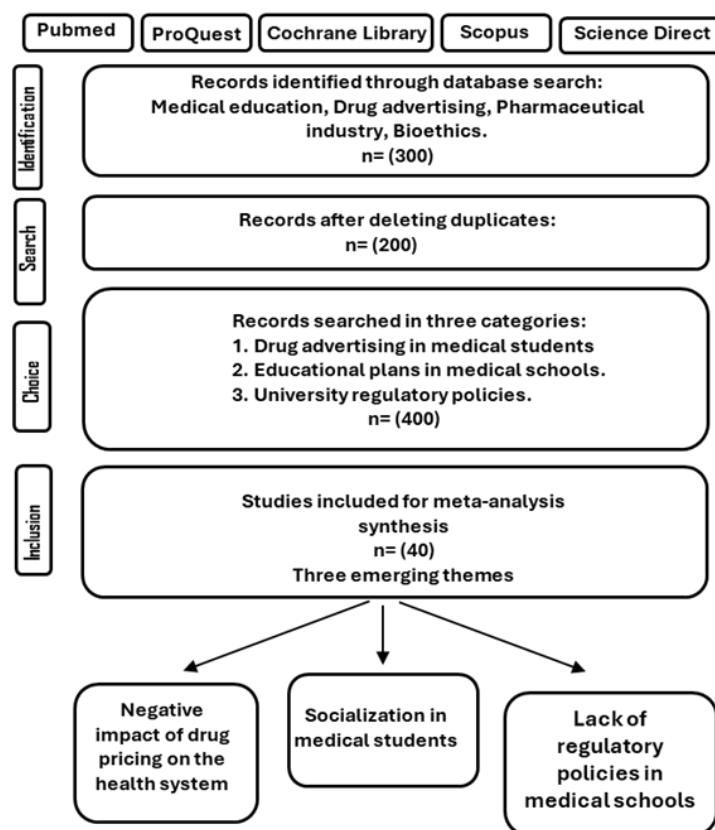 Pubmed
ProQuest
Cochrane Library
Scopus
Science Direct
Identification
Records identified through database search:
Medical education, Drug advertising, Pharmaceutical
industry, Bioethics.
n= (300)
Search
Records after deleting duplicates:
n= (200)
Choice
Records searched in three categories:
1. Drug advertising in medical students
2. Educational plans in medical schools.
3. University regulatory policies.
n= (400)
Inclusion
Studies included for meta-analysis
synthesis
n= (40)
Three emerging themes
Negative
impact of drug
pricing on the
health system
Socialization in
medical students
Lack of
regulatory
policies in
medical schools